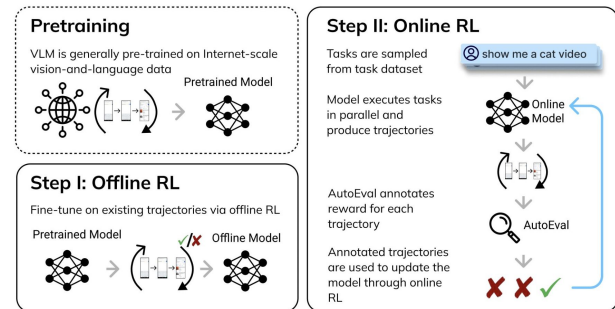 Pretraining
VLM is generally pre-trained on Internet-scale
vision-and-language data
Pretrained Model
Step I: Offline RL
Fine-tune on existing trajectories via offline RL
Pretrained Model
Offline Model
Step II: Online RL
Tasks are sampled
from task dataset
show me a cat video
Model executes tasks
in parallel and
produce trajectories
Online
Model
AutoEval annotates
reward for each
trajectory
AutoEval
Annotated trajectories
are used to update the
model through online
RL